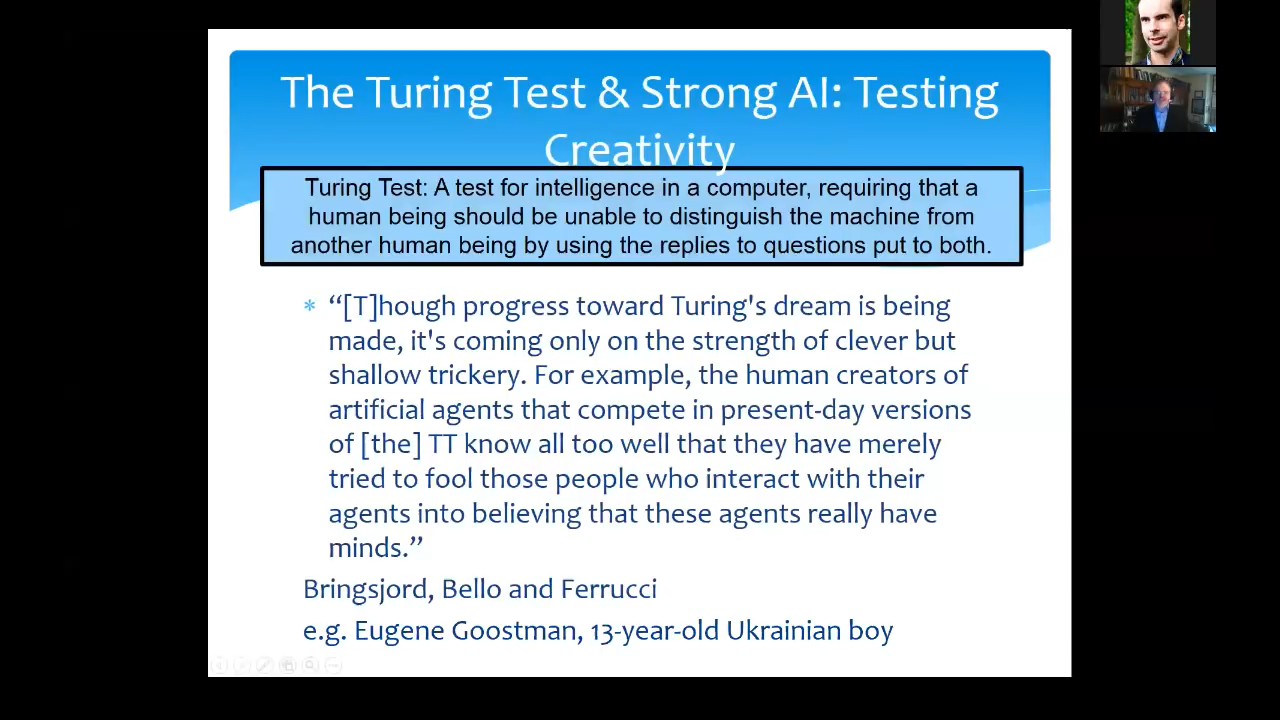 The Turing Test & Strong AI: Testing
Creativity
Turing Test: A test for intelligence in a computer, requiring that a
human being should be unable to distinguish the machine from
another human being by using the replies to questions put to both.
* “[T]hough progress toward Turing's dream is being
made, it's coming only on the strength of clever but
shallow trickery. For example, the human creators of
artificial agents that compete in present-day versions
of [the] TT know all too well that they have merely
tried to fool those people who interact with their
agents into believing that these agents really have
minds.”
Bringsjord, Bello and Ferrucci
e.g. Eugene Goostman, 13-year-old Ukrainian boy